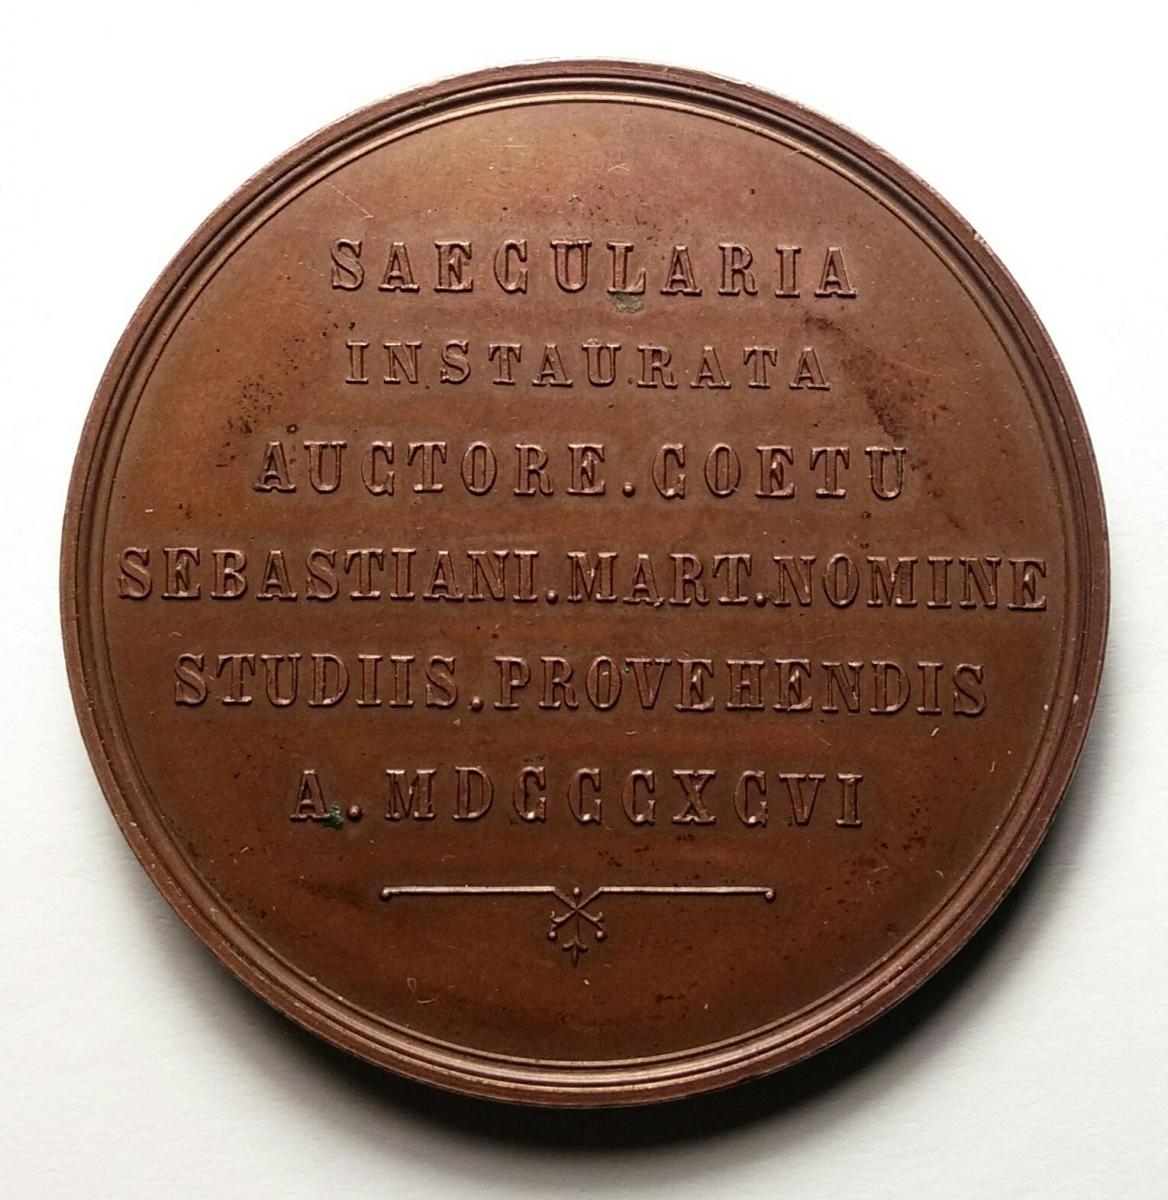 SAECULARIA
INSTAURATA
AUCTORE.COETU
SEBASTIANI.MART.NOMINE
STUDIIS.PROVEHENDIS
A.MDCCCXCVI